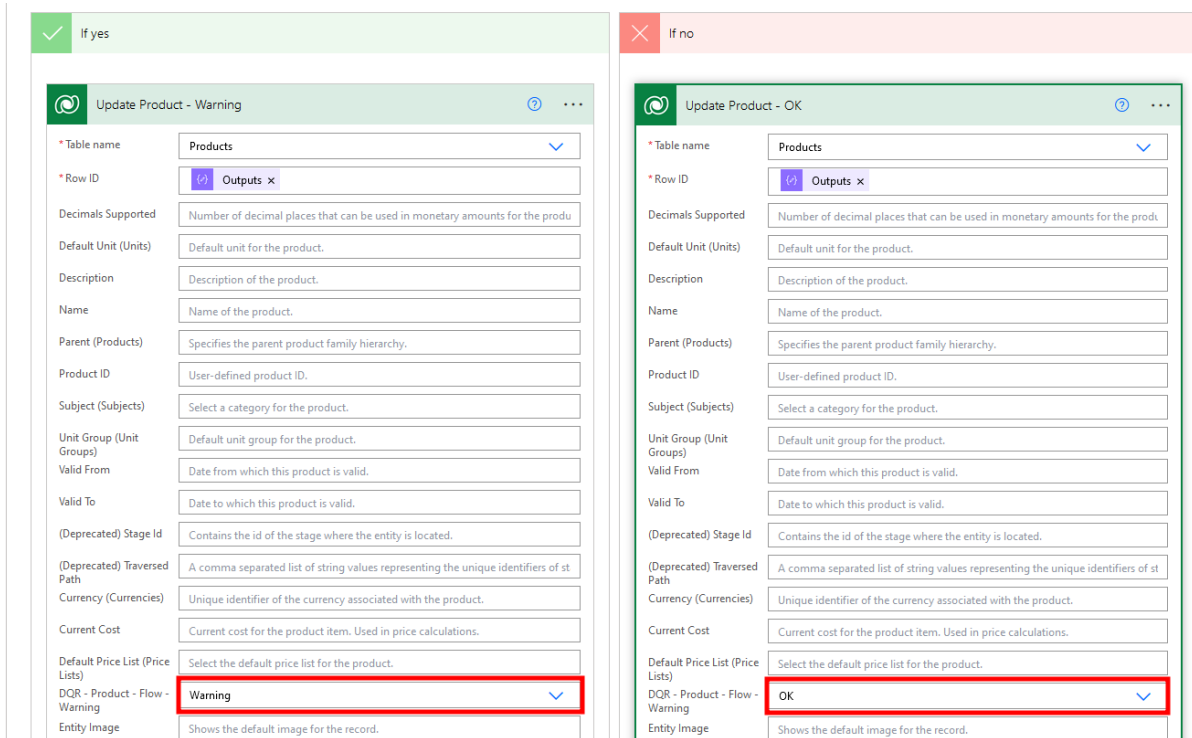 If yes
Update Product - Warning
* Table name
Products
* Row ID
Outputs ×
Decimals Supported
Number of decimal places that can be used in monetary amounts for the produ
Default Unit (Units)
Default unit for the product.
Description
Description of the product.
Name
Name of the product.
Parent (Products)
Specifies the parent product family hierarchy.
Product ID
User-defined product ID.
Subject (Subjects)
Select a category for the product.
Unit Group (Unit
Groups)
Default unit group for the product.
Valid From
Date from which this product is valid.
Valid To
Date to which this product is valid.
(Deprecated) Stage Id
Contains the id of the stage where the entity is located.
(Deprecated) Traversed
Path
A comma separated list of string values representing the unique identifiers of st
Currency (Currencies)
Unique identifier of the currency associated with the product.
Current Cost
Current cost for the product item. Used in price calculations.
Default Price List (Price
Lists)
Select the default price list for the product.
DQR - Product - Flow -
Warning
Warning
Entity Image
Shows the default image for the record.
If no
Update Product - OK
* Table name
Products
* Row ID
Outputs ×
Decimals Supported
Number of decimal places that can be used in monetary amounts for the produ
Default Unit (Units)
Default unit for the product.
Description
Description of the product.
Name
Name of the product.
Parent (Products)
Specifies the parent product family hierarchy.
Product ID
User-defined product ID.
Subject (Subjects)
Select a category for the product.
Unit Group (Unit
Groups)
Default unit group for the product.
Valid From
Date from which this product is valid.
Valid To
Date to which this product is valid.
(Deprecated) Stage Id
Contains the id of the stage where the entity is located.
(Deprecated) Traversed
Path
A comma separated list of string values representing the unique identifiers of st
Currency (Currencies)
Unique identifier of the currency associated with the product.
Current Cost
Current cost for the product item. Used in price calculations.
Default Price List (Price
Lists)
Select the default price list for the product.
DQR - Product - Flow -
Warning
OK
Entity Image
Shows the default image for the record.